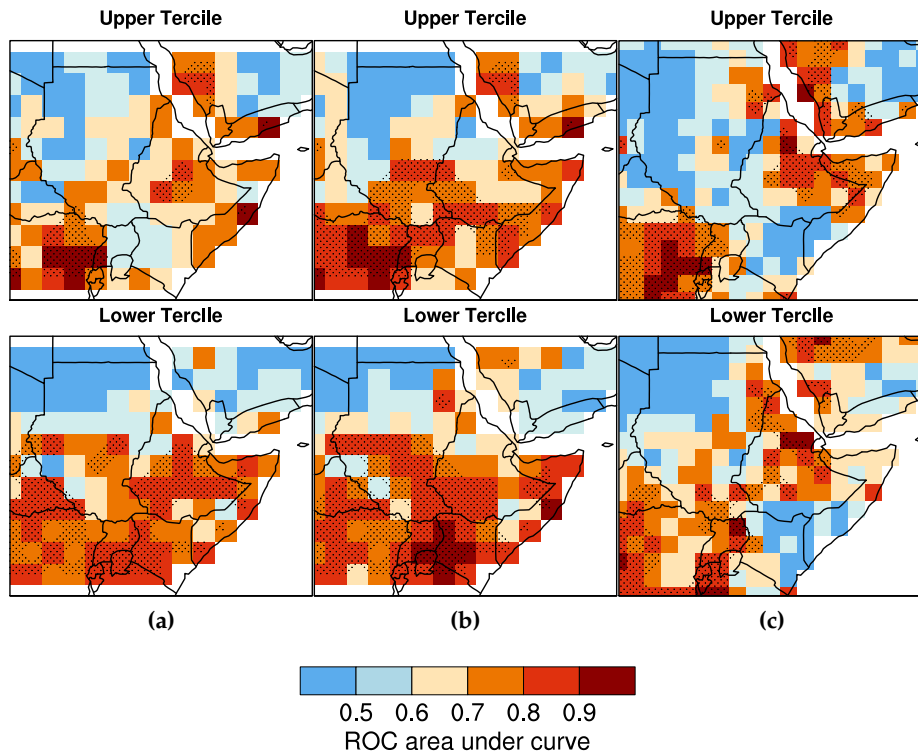 Upper Tercile Upper Tercile Upper Tercile
Lower Tercile Lower Tercile Lower Tercile
(a) (b) (c)
0.5 0.6 0.7 0.8 0.9
ROC area under curve